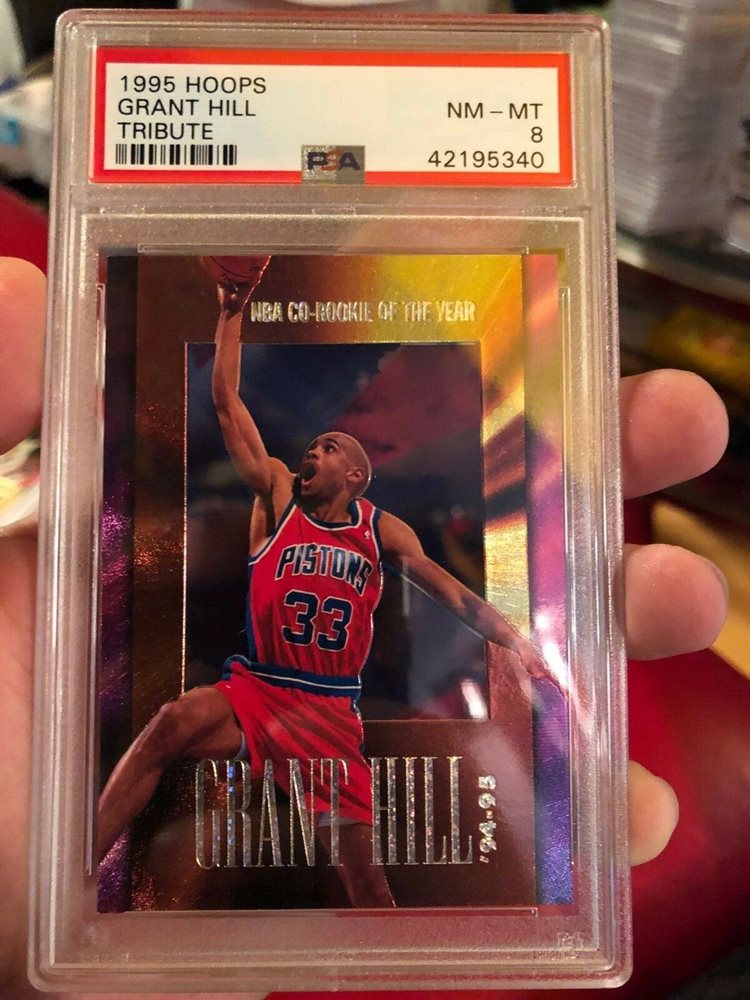 1995 HOOPS
GRANT HILL
TRIBUTE
NM – MT
8
42195340
PSA
NBA CO-ROOKIE OF THE YEAR
PISTONS
33
GRANT HILL
'94-95